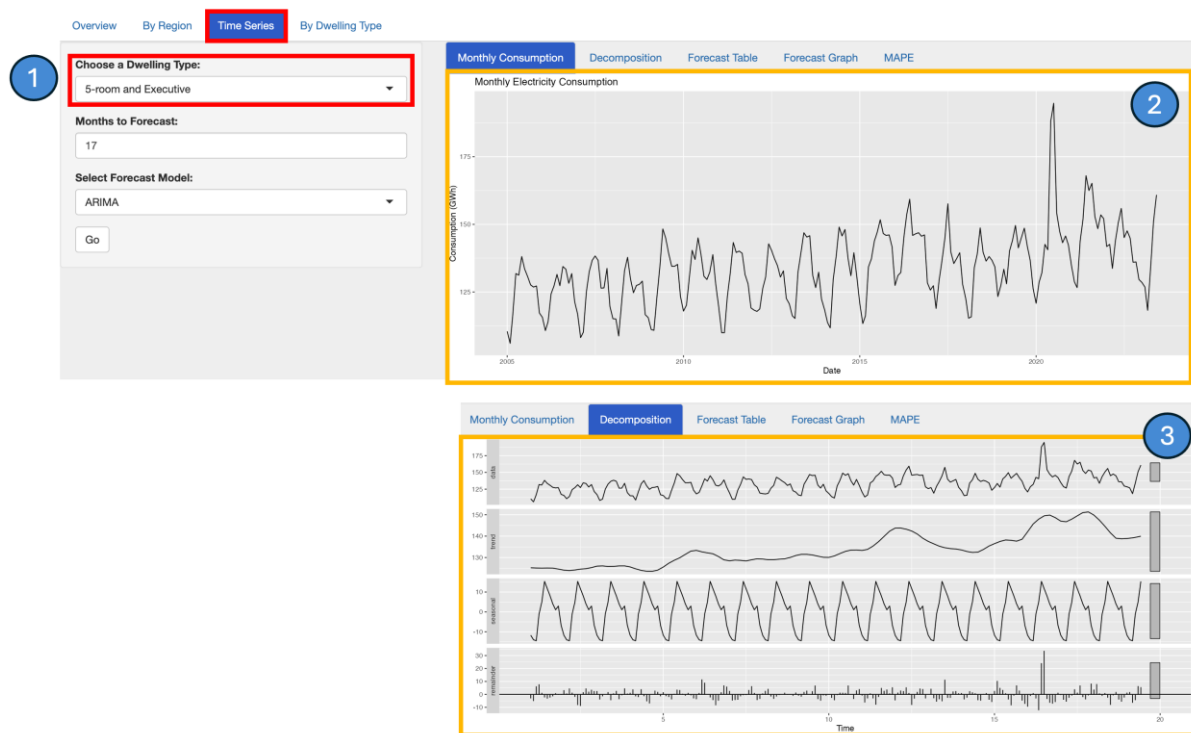 Overview By Region Time Series By Dwelling Type
1
Choose a Dwelling Type:
5-room and Executive
Months to Forecast:
17
Select Forecast Model:
ARIMA
Go
Monthly Consumption Decomposition Forecast Table Forecast Graph MAPE
2
Monthly Electricity Consumption
Consumption (GWh)
175
150
125
2005 2010 2015 2020
Date
Monthly Consumption Decomposition Forecast Table Forecast Graph MAPE
3
data
175
150
125
trend
150
140
130
seasonal
10
0
-10
remainder
30
20
10
0
-10
5 10 15 20
Time